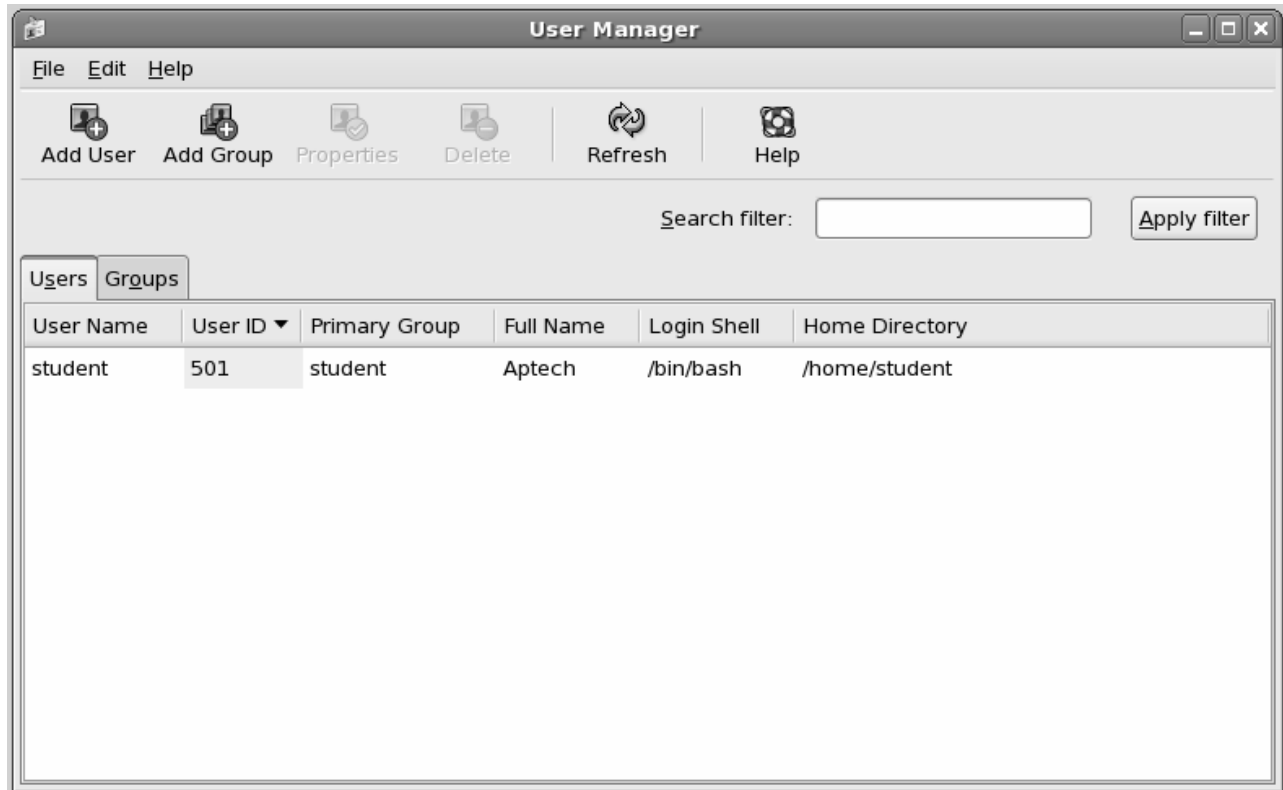 User Manager
File Edit Help
Add User Add Group Properties Delete Refresh Help
Search filter: Apply filter
Users Groups
User Name User ID Primary Group Full Name Login Shell Home Directory
student 501 student Aptech /bin/bash /home/student